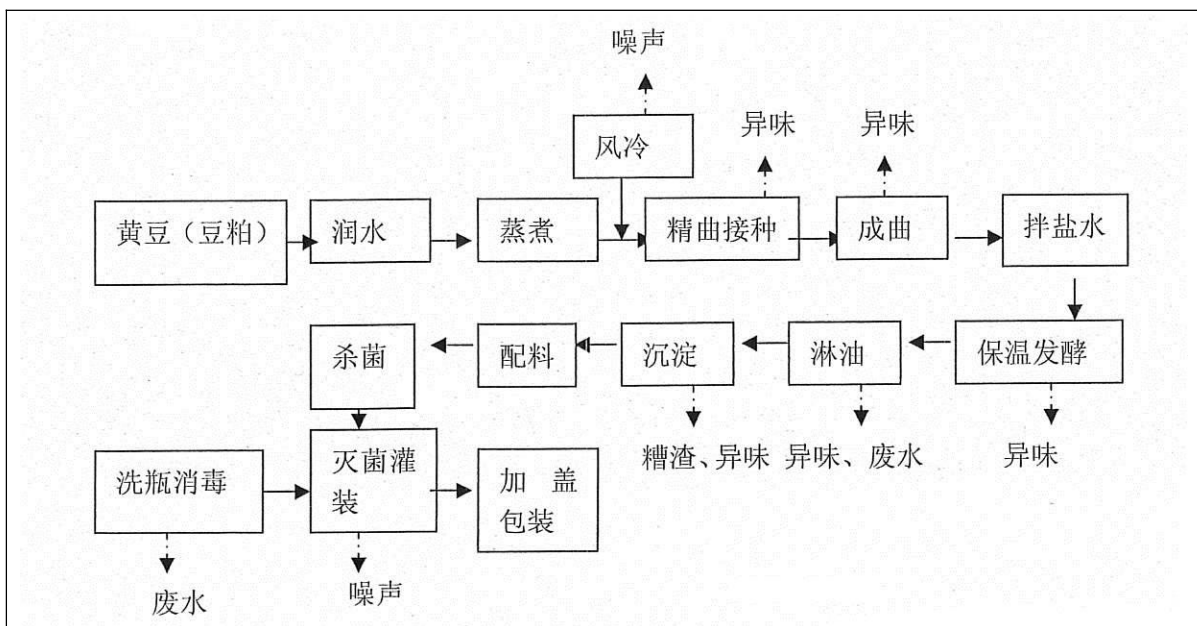 噪声
异味
异味
风冷
黄豆（豆粕）
润水
蒸煮
精曲接种
成曲
拌盐水
杀菌
配料
沉淀
淋油
保温发酵
糟渣、异味
异味、废水
异味
洗瓶消毒
灭菌灌
装
加 盖
包装
废水
噪声